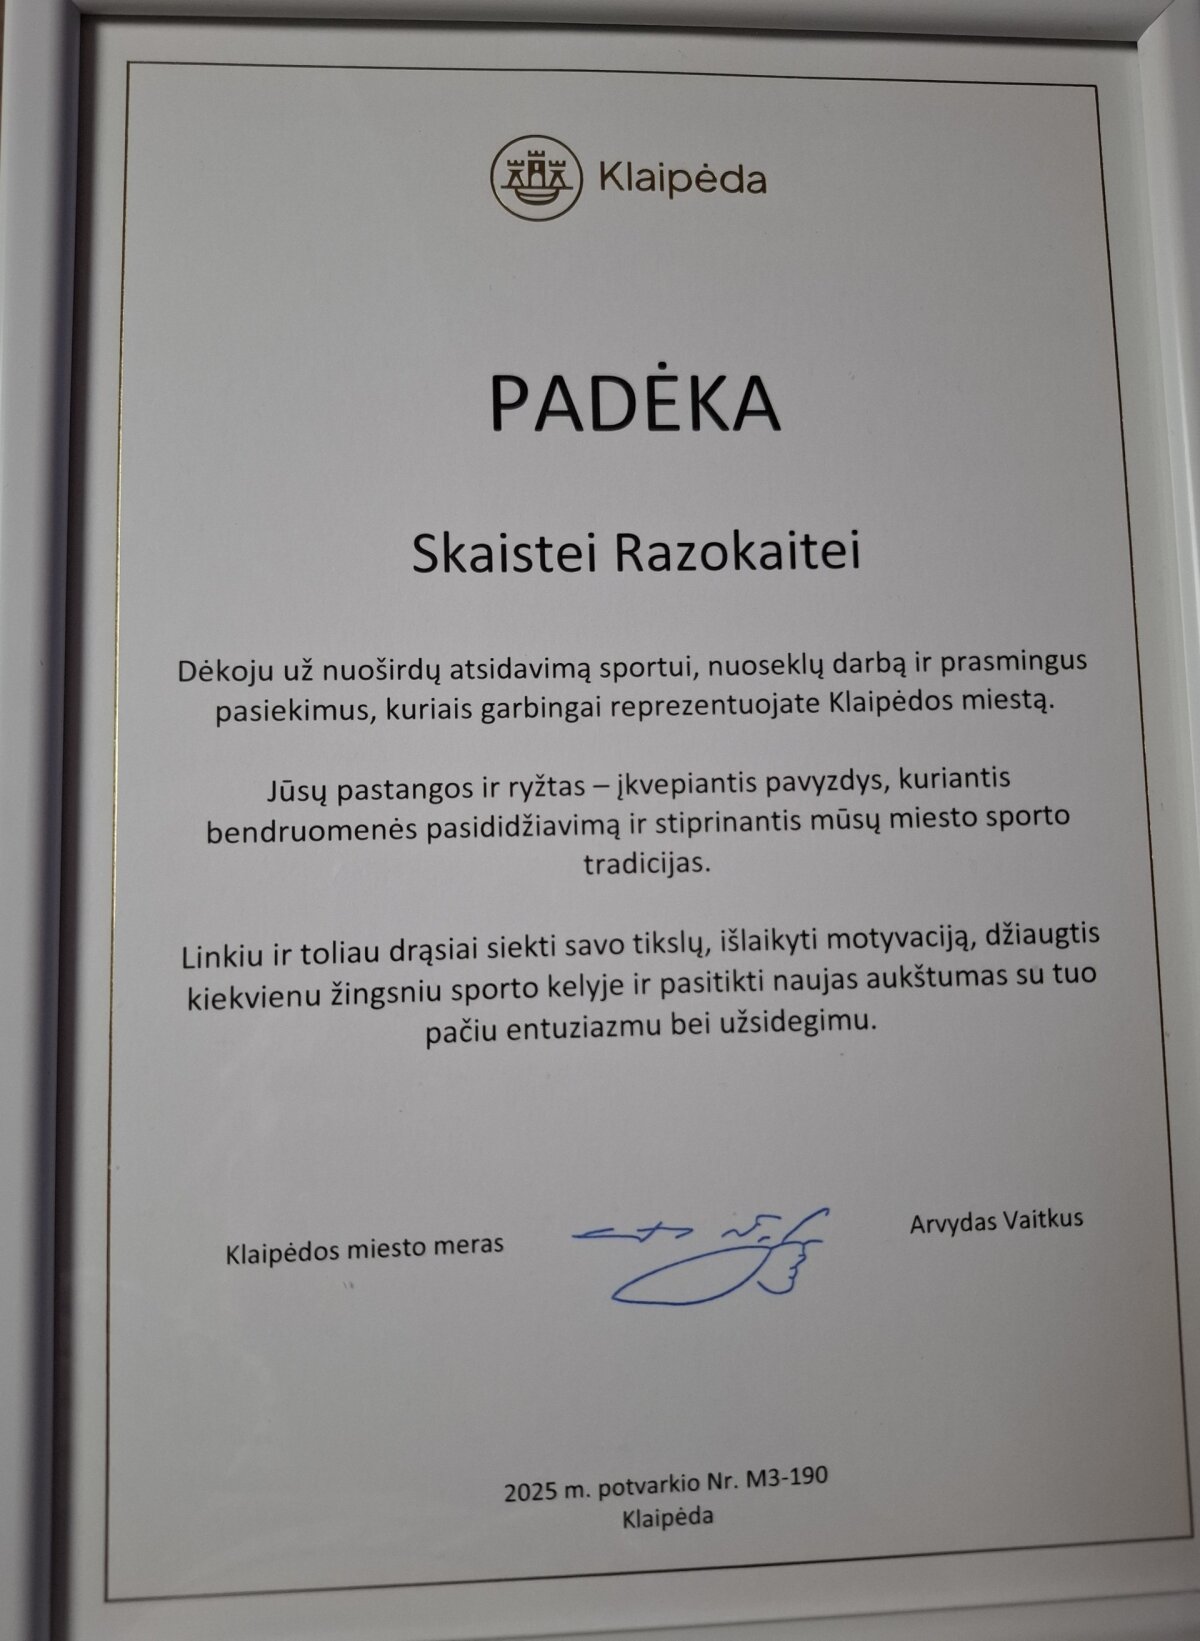 Klaipėda
PADĖKA
Skaistei Razokaitei
Dėkoju už nuoširdų atsidavimą sportui, nuoseklų darbą ir prasmingus
pasiekimus, kuriais garbingai reprezentuojate Klaipėdos miestą.
Jūsų pastangos ir ryžtas – įkvepiantis pavyzdys, kuriantis
bendruomenės pasididžiavimą ir stiprinantis mūsų miesto sporto
tradicijas.
Linkiu ir toliau drąsiai siekti savo tikslų, išlaikyti motyvaciją, džiaugtis
kiekvienu žingsniu sporto kelyje ir pasitikti naujas aukštumas su tuo
pačiu entuziazmu bei užsidegimu.
Klaipėdos miesto meras Arvydas Vaitkus
2025 m. potvarkio Nr. M3-190
Klaipėda